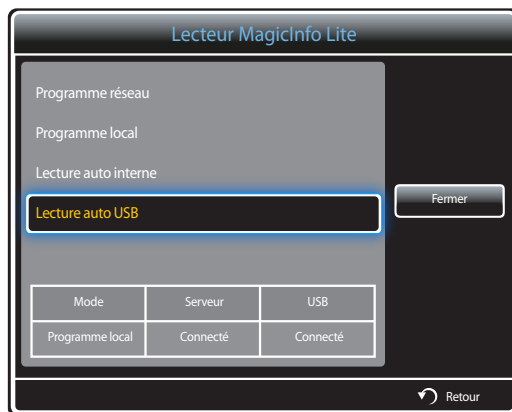 Lecteur MagicInfo Lite
Programme réseau
Programme local
Lecture auto interne
Lecture auto USB
Fermer
Mode Serveur USB
Programme local Connecté Connecté
Retour